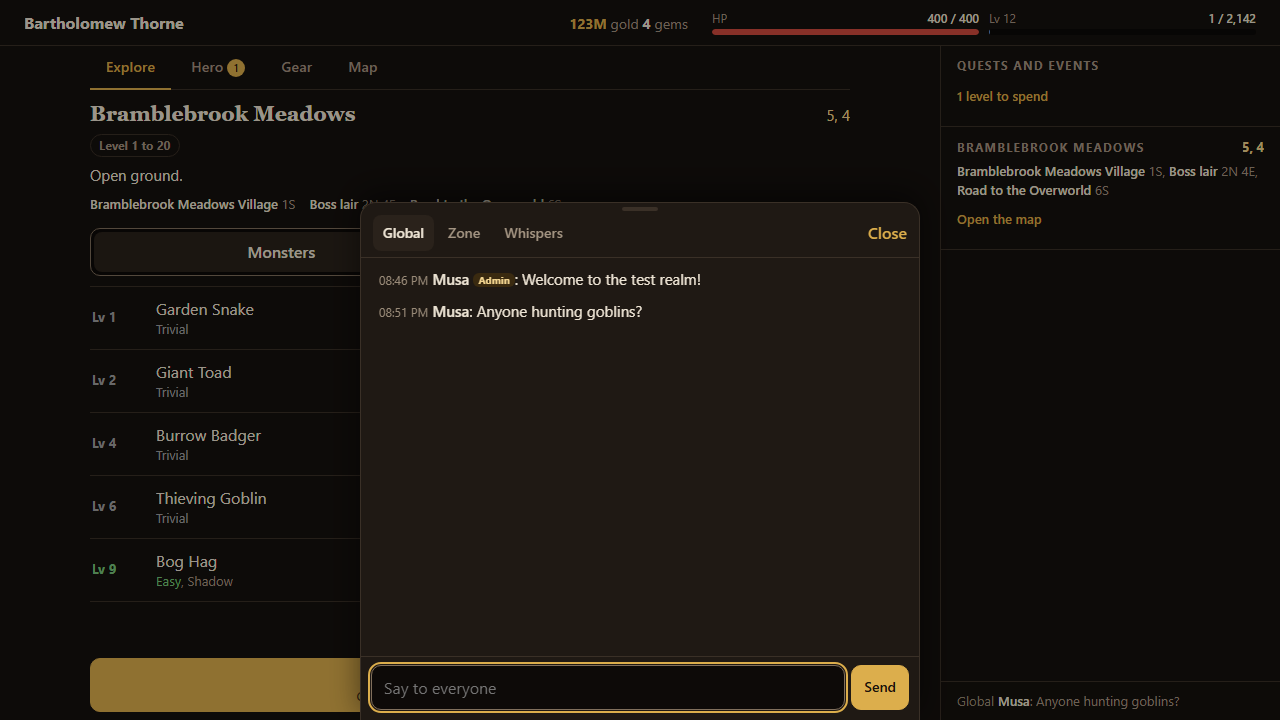 Bartholomew Thorne
123M gold 4 gems
HP 400 / 400
Lv 12 1 / 2,142
Explore
Hero 1
Gear
Map
Bramblebrook Meadows
5, 4
Level 1 to 20
Open ground.
Bramblebrook Meadows Village 1S Boss lair
Monsters
Lv 1 Garden Snake
Trivial
Lv 2 Giant Toad
Trivial
Lv 4 Burrow Badger
Trivial
Lv 6 Thieving Goblin
Trivial
Lv 9 Bog Hag
Easy, Shadow
Global
Zone
Whispers
Close
08:46 PM Musa Admin: Welcome to the test realm!
08:51 PM Musa: Anyone hunting goblins?
Say to everyone
Send
QUESTS AND EVENTS
1 level to spend
BRAMBLEBROOK MEADOWS 5, 4
Bramblebrook Meadows Village 1S, Boss lair 2N 4E,
Road to the Overworld 6S
Open the map
Global Musa: Anyone hunting goblins?